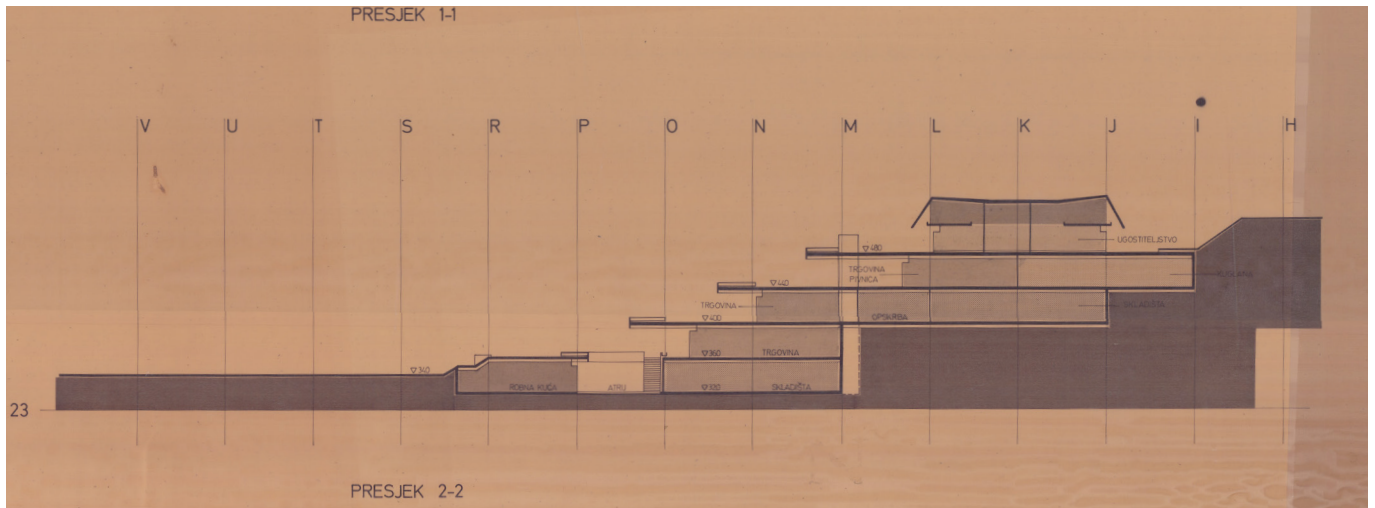 PRESJEK 1-1
V U T S R P O N M L K J I H
UGOSTITELJSTVO
480
TRGOVINA
PIVNICA
KUGLANA
440
TRGOVINA
SKLADIŠTA
400
OPSKRBA
360
TRGOVINA
340
ROBNA KUĆA
ATRIJ
320
SKLADIŠTA
23
PRESJEK 2-2